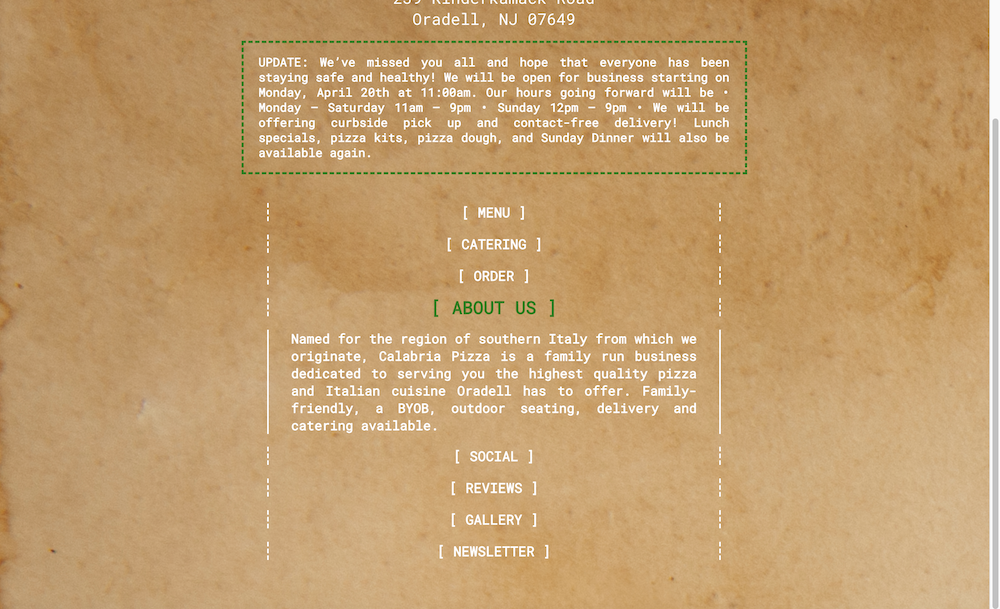 Oradell, NJ 07649
UPDATE: We've missed you all and hope that everyone has been
staying safe and healthy! We will be open for business starting on
Monday, April 20th at 11:00am. Our hours going forward will be •
Monday – Saturday 11am – 9pm • Sunday 12pm – 9pm • We will be
offering curbside pick up and contact-free delivery! Lunch
specials, pizza kits, pizza dough, and Sunday Dinner will also be
available again.
[ MENU ]
[ CATERING ]
[ ORDER ]
[ ABOUT US ]
Named for the region of southern Italy from which we
originate, Calabria Pizza is a family run business
dedicated to serving you the highest quality pizza
and Italian cuisine Oradell has to offer. Family-
friendly, a BYOB, outdoor seating, delivery and
catering available.
[ SOCIAL ]
[ REVIEWS ]
[ GALLERY ]
[ NEWSLETTER ]